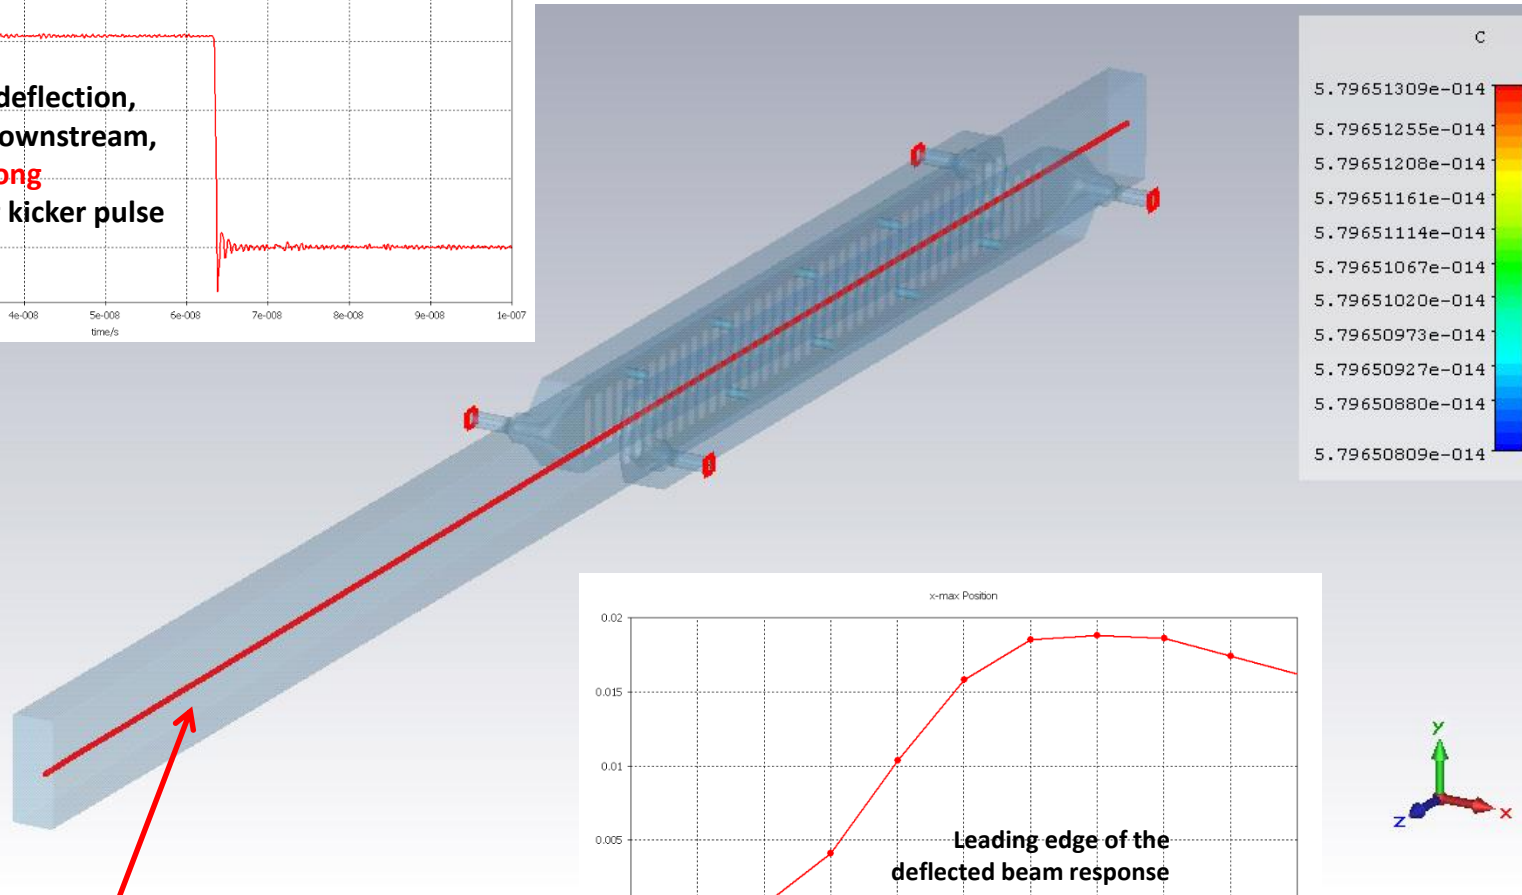 deflection,
ownstream,
ong
kicker pulse
4e-008
5e-008
6e-008
7e-008
8e-008
9e-008
1e-007
time/s
C
5.79651309e-014
5.79651255e-014
5.79651208e-014
5.79651161e-014
5.79651114e-014
5.79651067e-014
5.79651020e-014
5.79650973e-014
5.79650927e-014
5.79650880e-014
5.79650809e-014
x-max Position
0.02
0.015
0.01
0.005
Leading edge of the
deflected beam response
Y
Z
X